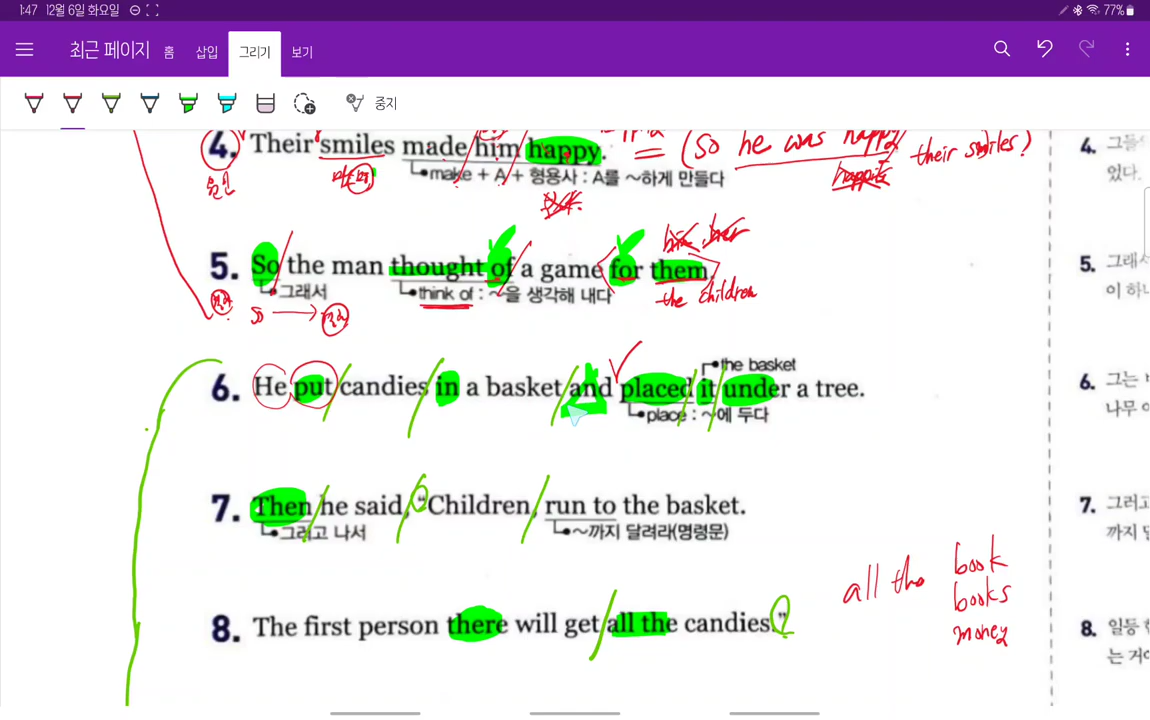 1:47 12월 6일 화요일 77%
최근 페이지 홈 삽입 그리기 보기
중지
4. Their smiles made him happy. (so he was happy their smiles?)
make + A + 형용사 : A를 ~하게 만들다
원인
5. So the man thought of a game for them.
그래서 think of : ~을 생각해 내다 the children
so
the basket
6. He put candies in a basket and placed it under a tree.
place : ~에 두다
7. Then he said, “Children, run to the basket.
그러고 나서 ~까지 달려라(명령문)
all the book
books
money
8. The first person there will get all the candies.”
4. 그들
었다.
5. 그래서
이 하나
6. 그는
나무
7. 그러고
까지
8. 일등
는 거